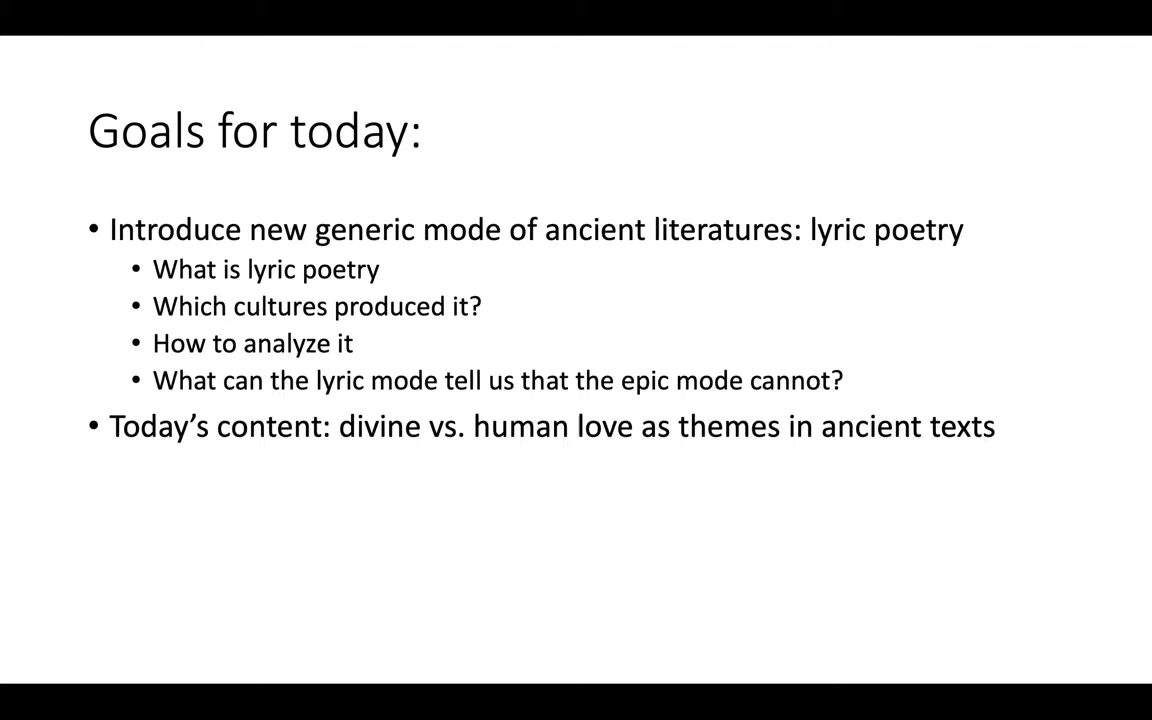 Goals for today:
• Introduce new generic mode of ancient literatures: lyric poetry
• What is lyric poetry
• Which cultures produced it?
• How to analyze it
• What can the lyric mode tell us that the epic mode cannot?
• Today’s content: divine vs. human love as themes in ancient texts